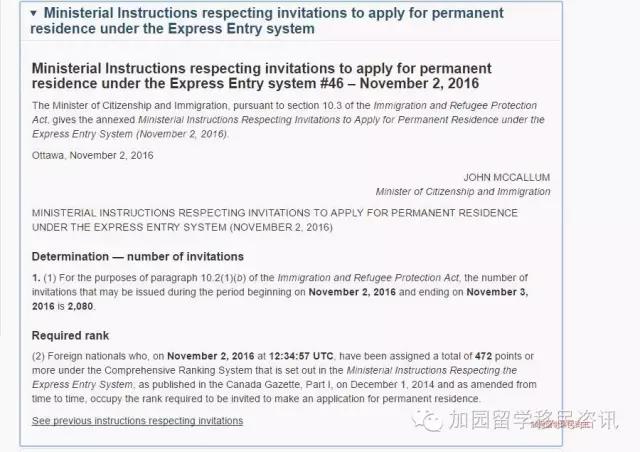 ▼ Ministerial Instructions respecting invitations to apply for permanent
residence under the Express Entry system
Ministerial Instructions respecting invitations to apply for permanent
residence under the Express Entry system #46 – November 2, 2016
The Minister of Citizenship and Immigration, pursuant to section 10.3 of the Immigration and Refugee Protection
Act, gives the annexed Ministerial Instructions Respecting Invitations to Apply for Permanent Residence under the
Express Entry System (November 2, 2016).
Ottawa, November 2, 2016
JOHN MCCALLUM
Minister of Citizenship and Immigration
MINISTERIAL INSTRUCTIONS RESPECTING INVITATIONS TO APPLY FOR PERMANENT RESIDENCE
UNDER THE EXPRESS ENTRY SYSTEM (NOVEMBER 2, 2016)
Determination — number of invitations
1. (1) For the purposes of paragraph 10.2(1)(b) of the Immigration and Refugee Protection Act, the number of
invitations that may be issued during the period beginning on November 2, 2016 and ending on November 3,
2016 is 2,080.
Required rank
(2) Foreign nationals who, on November 2, 2016 at 12:34:57 UTC, have been assigned a total of 472 points or
more under the Comprehensive Ranking System that is set out in the Ministerial Instructions Respecting the
Express Entry System, as published in the Canada Gazette, Part I, on December 1, 2014 and as amended from
time to time, occupy the rank required to be invited to make an application for permanent residence.
See previous instructions respecting invitations
加园留学移民咨讯